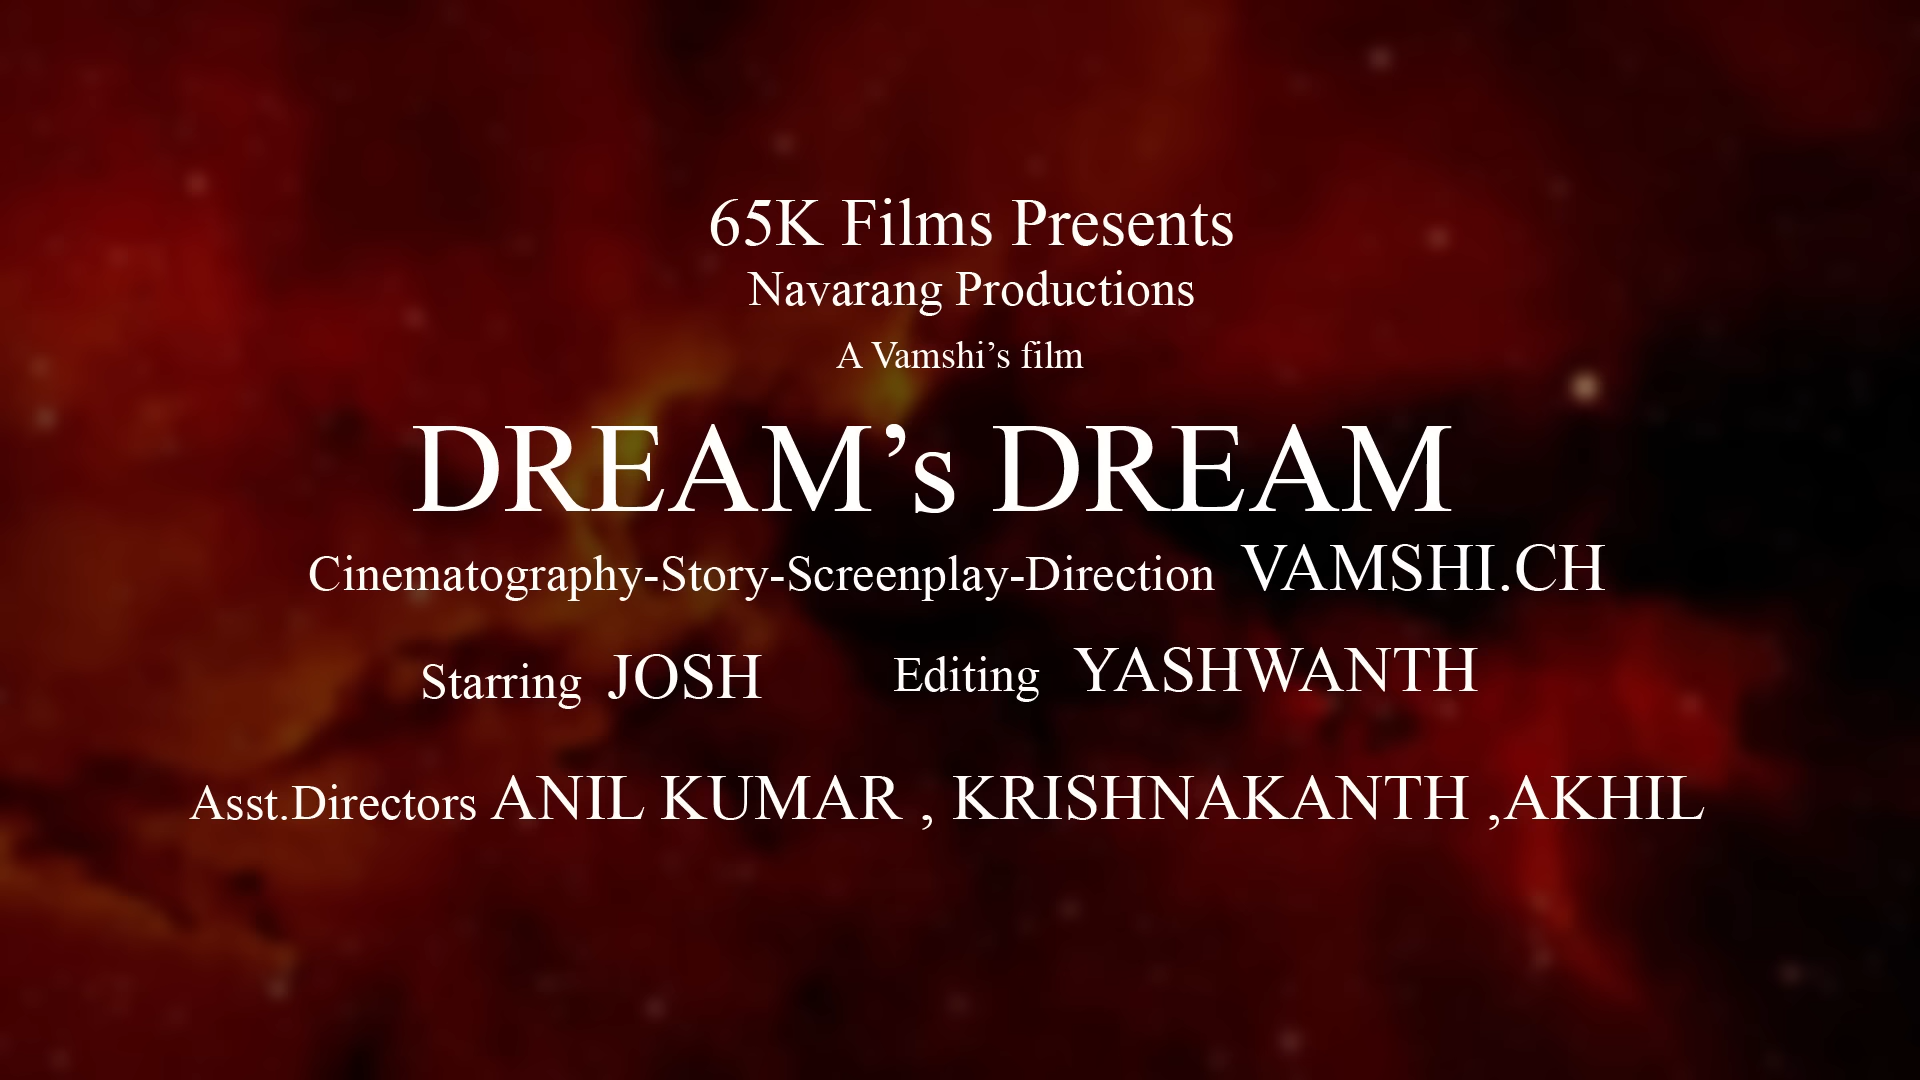 65K Films Presents
Navarang Productions
A Vamshi’s film
DREAM’s DREAM
Cinematography-Story-Screenplay-Direction VAMSHI.CH
Starring JOSH Editing YASHWANTH
Asst.Directors ANIL KUMAR , KRISHNAKANTH ,AKHIL